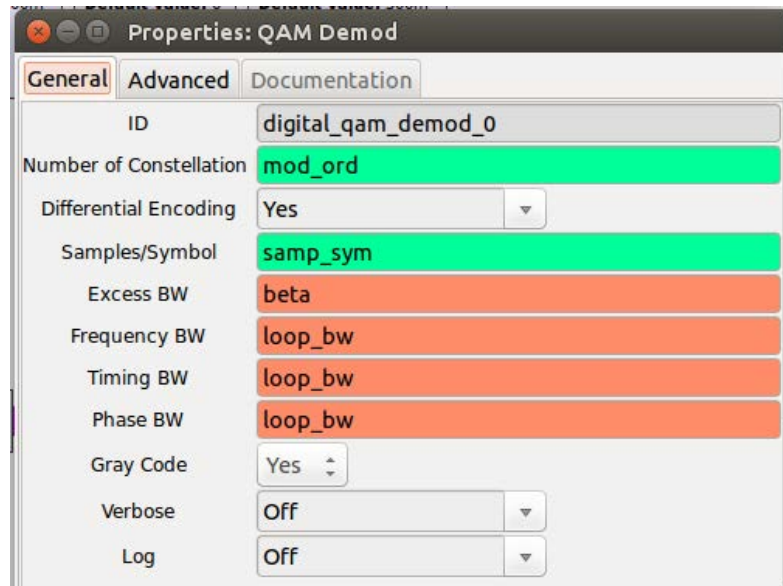 Properties: QAM Demod
General Advanced Documentation
ID digital_qam_demod_0
Number of Constellation mod_ord
Differential Encoding Yes
Samples/Symbol samp_sym
Excess BW beta
Frequency BW loop_bw
Timing BW loop_bw
Phase BW loop_bw
Gray Code Yes
Verbose Off
Log Off